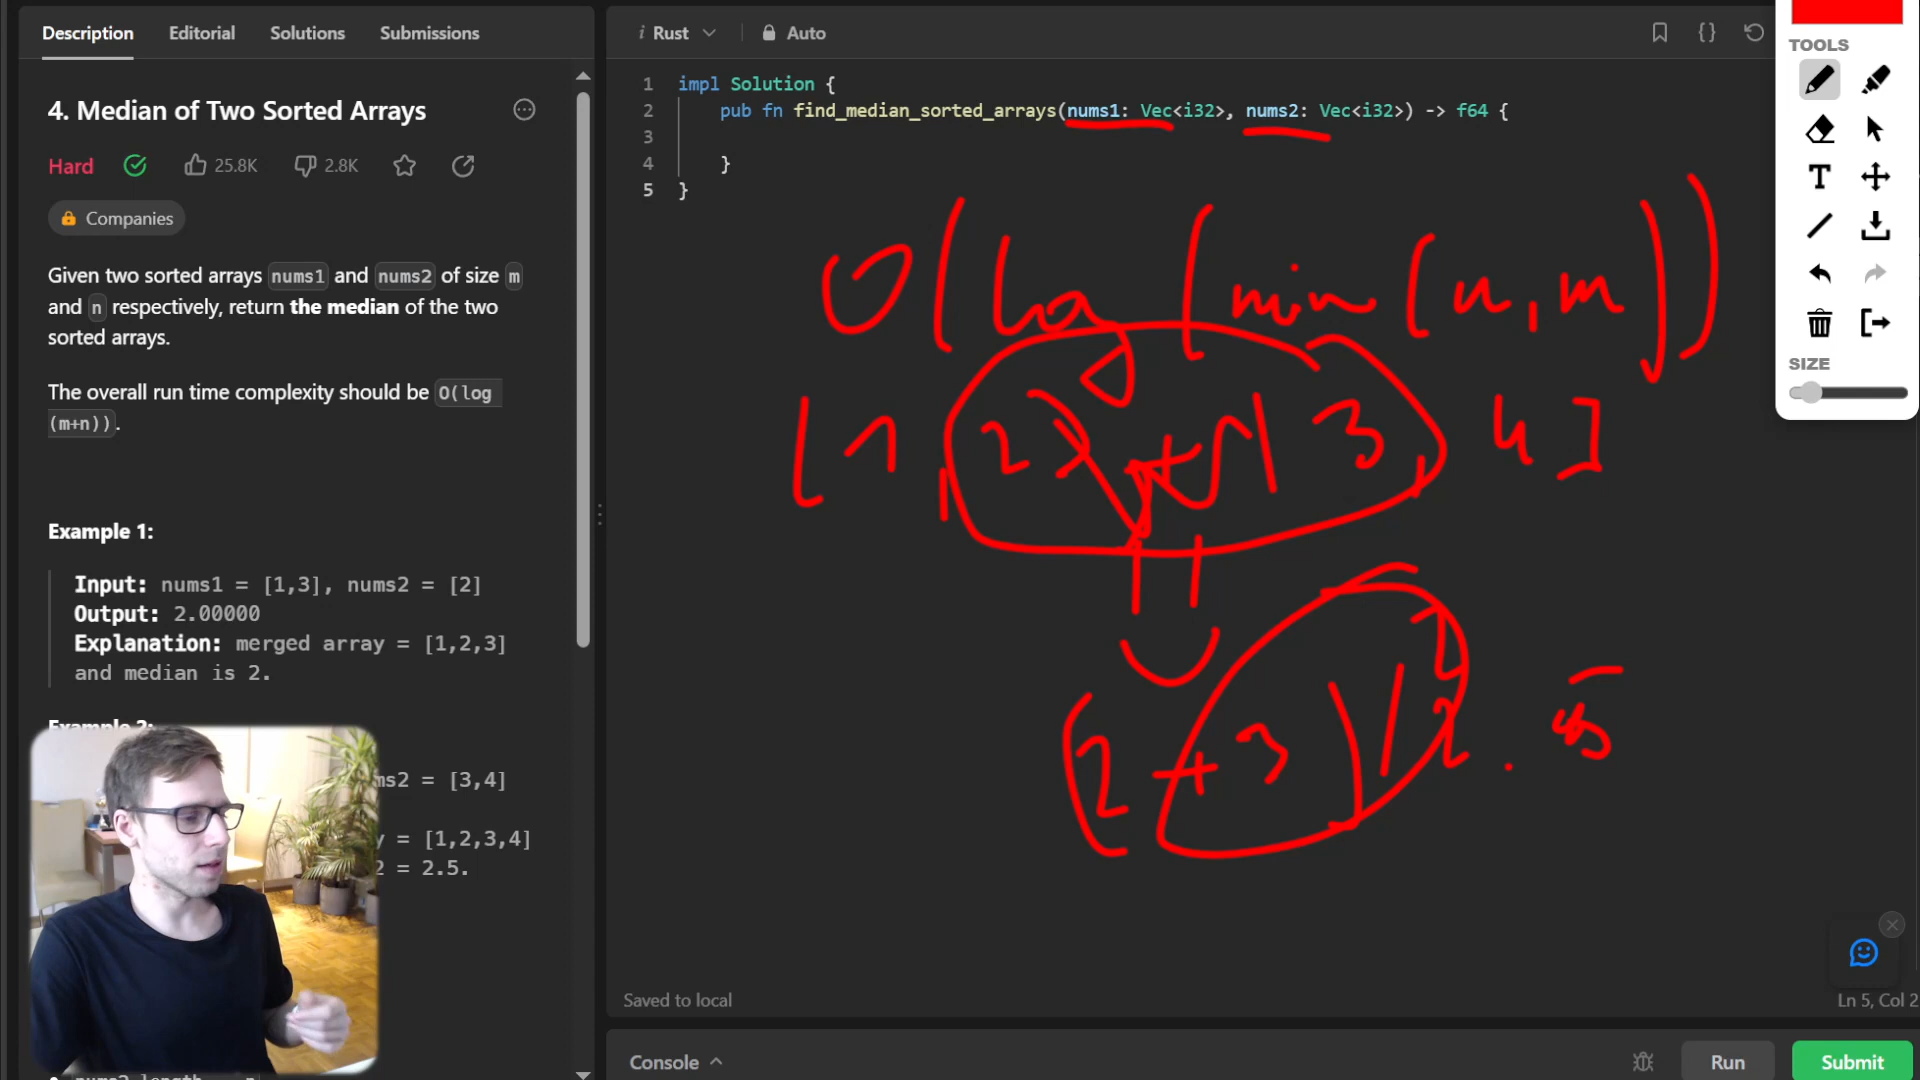 Description Editorial Solutions Submissions
4. Median of Two Sorted Arrays
Hard 25.8K 2.8K
Companies
Given two sorted arrays nums1 and nums2 of size m
and n respectively, return the median of the two
sorted arrays.
The overall run time complexity should be O(log
(m+n)).
Example 1:
Input: nums1 = [1,3], nums2 = [2]
Output: 2.00000
Explanation: merged array = [1,2,3]
and median is 2.
= [3,4]
= [1,2,3,4]
2 = 2.5.
Rust Auto
1 impl Solution {
2 pub fn find_median_sorted_arrays(nums1: Vec<i32>, nums2: Vec<i32>) -> f64 {
3
4 }
5 }
O(log(min(n,m)))
[1, 2, 3, 4]
(2+3)/2
2.5
Saved to local
Ln 5, Col 2
Console Run Submit
TOOLS
T
SIZE